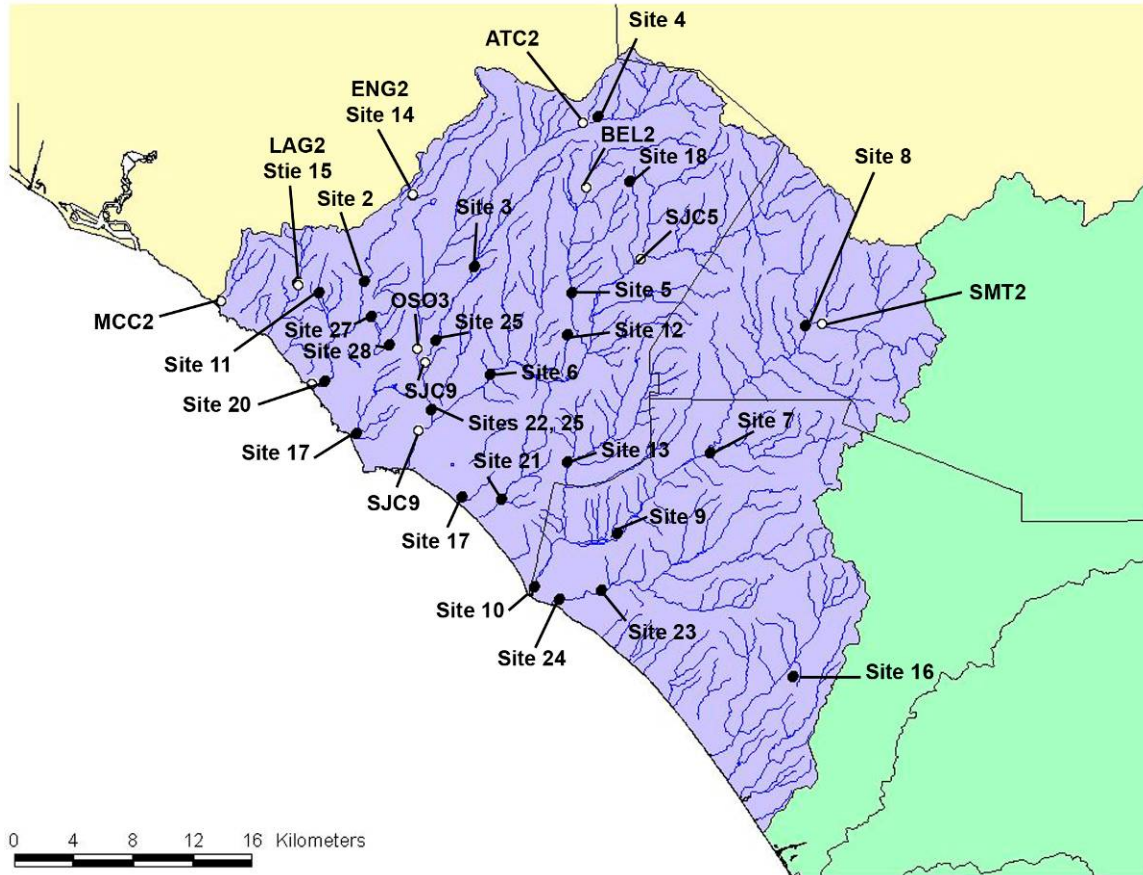 Site 4
ATC2
ENG2
Site 14
BEL2
LAG2
Stie 15
Site 18
Site 8
Site 2
Site 3
SJC5
OSO3
Site 25
Site 5
SMT2
MCC2
Site 27
Site 12
Site 28
Site 11
Site 6
SJC9
Site 20
Sites 22, 25
Site 7
Site 17
Site 21
Site 13
SJC9
Site 17
Site 9
Site 10
Site 23
Site 24
Site 16
0 4 8 12 16 Kilometers